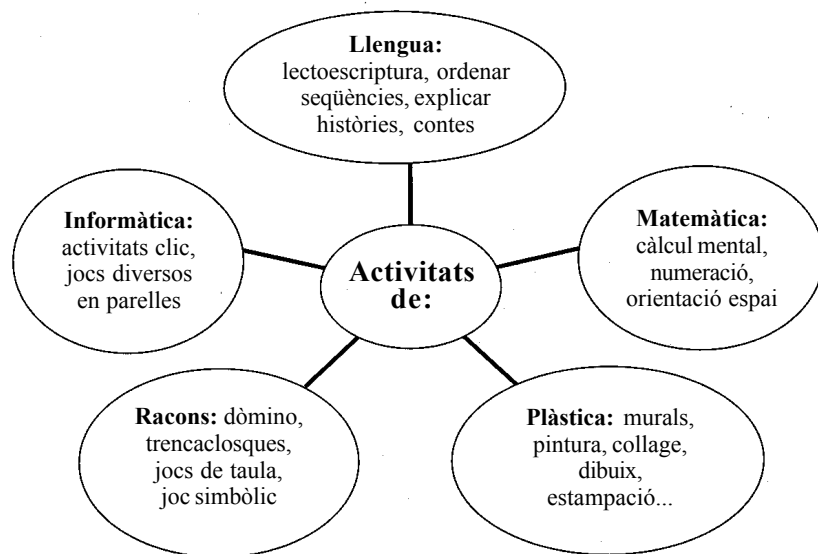 Llengua:
lectoescriptura, ordenar
seqüències, explicar
històries, contes
Informàtica:
activitats clic,
jocs diversos
en parelles
Activitats
de:
Matemàtica:
càlcul mental,
numeració,
orientació espai
Racons: dòmino,
trencaclosques,
jocs de taula,
joc simbòlic
Plàstica: murals,
pintura, collage,
dibuix,
estampació...